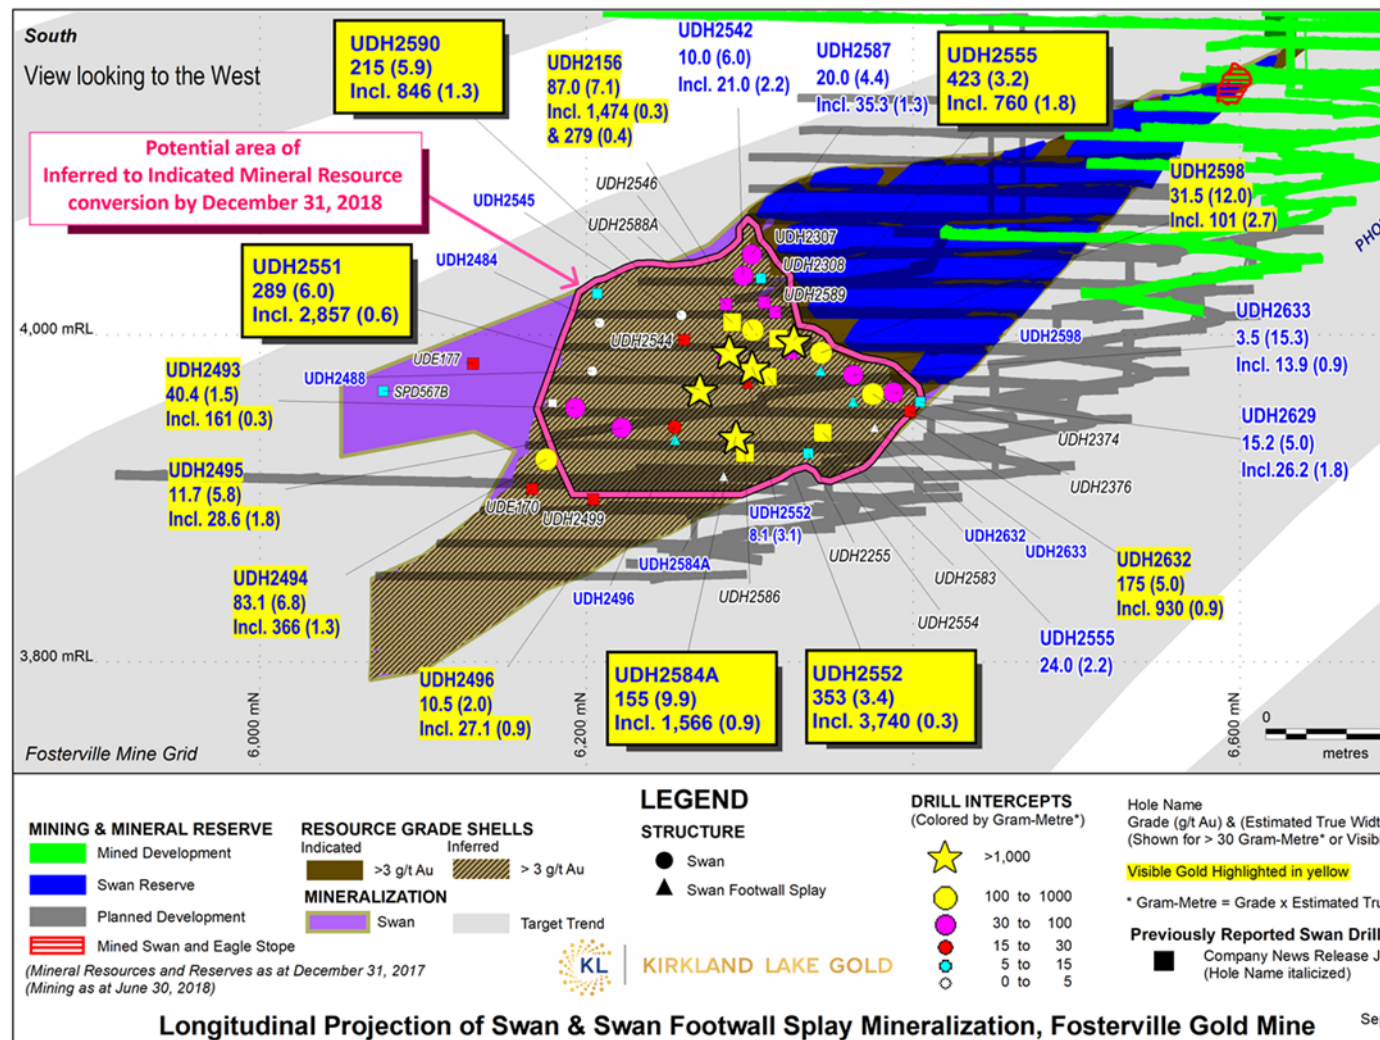 South
View looking to the West
UDH2590
215 (5.9)
Incl. 846 (1.3)
UDH2156
87.0 (7.1)
Incl. 1,474 (0.3)
& 279 (0.4)
UDH2542
10.0 (6.0)
Incl. 21.0 (2.2)
UDH2587
20.0 (4.4)
Incl. 35.3 (1.3)
UDH2555
423 (3.2)
Incl. 760 (1.8)
Potential area of
Inferred to Indicated Mineral Resource
conversion by December 31, 2018
UDH2598
31.5 (12.0)
Incl. 101 (2.7)
UDH2546
UDH2545
UDH2588A
UDH2484
UDH2307
UDH2308
UDH2589
UDH2551
289 (6.0)
Incl. 2,857 (0.6)
4,000 mRL
UDH2544
UDH2598
UDH2633
3.5 (15.3)
Incl. 13.9 (0.9)
UDE177
UDH2488
SPD567B
UDH2493
40.4 (1.5)
Incl. 161 (0.3)
UDH2629
15.2 (5.0)
Incl.26.2 (1.8)
UDH2374
UDH2376
UDH2495
11.7 (5.8)
Incl. 28.6 (1.8)
UDE170
UDH2499
UDH2552
8.1 (3.1)
UDH2632
UDH2633
UDH2255
UDH2584A
UDH2583
UDH2496
UDH2586
UDH2554
UDH2632
175 (5.0)
Incl. 930 (0.9)
UDH2494
83.1 (6.8)
Incl. 366 (1.3)
UDH2555
24.0 (2.2)
3,800 mRL
UDH2496
10.5 (2.0)
Incl. 27.1 (0.9)
UDH2584A
155 (9.9)
Incl. 1,566 (0.9)
UDH2552
353 (3.4)
Incl. 3,740 (0.3)
6,000 mN
6,200 mN
6,600 mN
0
metres
Fosterville Mine Grid
LEGEND
MINING & MINERAL RESERVE
Mined Development
Swan Reserve
Planned Development
Mined Swan and Eagle Stope
(Mineral Resources and Reserves as at December 31, 2017
(Mining as at June 30, 2018)
RESOURCE GRADE SHELLS
Indicated Inferred
>3 g/t Au > 3 g/t Au
MINERALIZATION
Swan Target Trend
STRUCTURE
Swan
Swan Footwall Splay
KL KIRKLAND LAKE GOLD
DRILL INTERCEPTS
(Colored by Gram-Metre*)
>1,000
100 to 1000
30 to 100
15 to 30
5 to 15
0 to 5
Hole Name
Grade (g/t Au) & (Estimated True
(Shown for > 30 Gram-Metre* or
Visible Gold Highlighted in yellow
* Gram-Metre = Grade x Estimated
Previously Reported Swan
Company News Release
(Hole Name italicized)
Longitudinal Projection of Swan & Swan Footwall Splay Mineralization, Fosterville Gold Mine